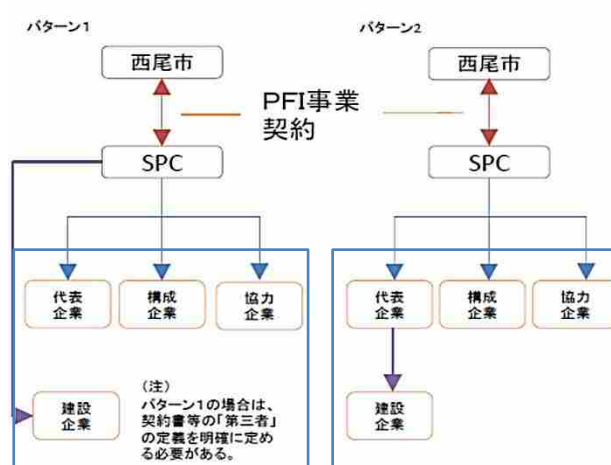 パターン1
パターン2
西尾市
西尾市
PFI事業
契約
SPC
SPC
代表
企業
構成
企業
協力
企業
代表
企業
構成
企業
協力
企業
建設
企業
（注）
パターン1の場合は、
契約書等の「第三者」
の定義を明確に定め
る必要がある。
建設
企業